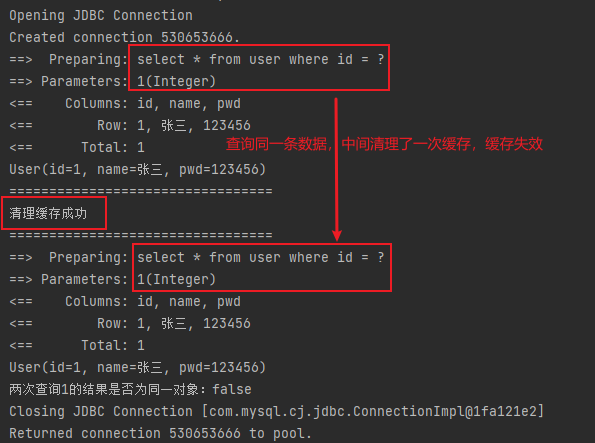 Opening JDBC Connection
Created connection 530653666.
==>  Preparing: select * from user where id = ?
==> Parameters: 1(Integer)
<==    Columns: id, name, pwd
<==        Row: 1, 张三, 123456
<==      Total: 1
查询同一条数据，中间清理了一次缓存，缓存失效
User(id=1, name=张三, pwd=123456)
=================================
清理缓存成功
=================================
==>  Preparing: select * from user where id = ?
==> Parameters: 1(Integer)
<==    Columns: id, name, pwd
<==        Row: 1, 张三, 123456
<==      Total: 1
User(id=1, name=张三, pwd=123456)
两次查询1的结果是否为同一对象：false
Closing JDBC Connection [com.mysql.cj.jdbc.ConnectionImpl@1fa121e2]
Returned connection 530653666 to pool.